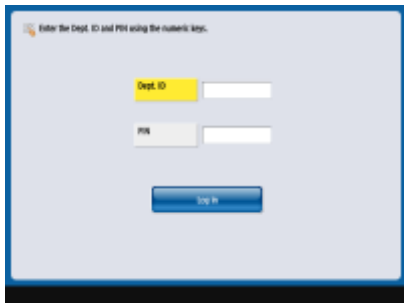 Enter the Dept. ID and PIN using the numeric keys.
Dept. ID
PIN
Log In